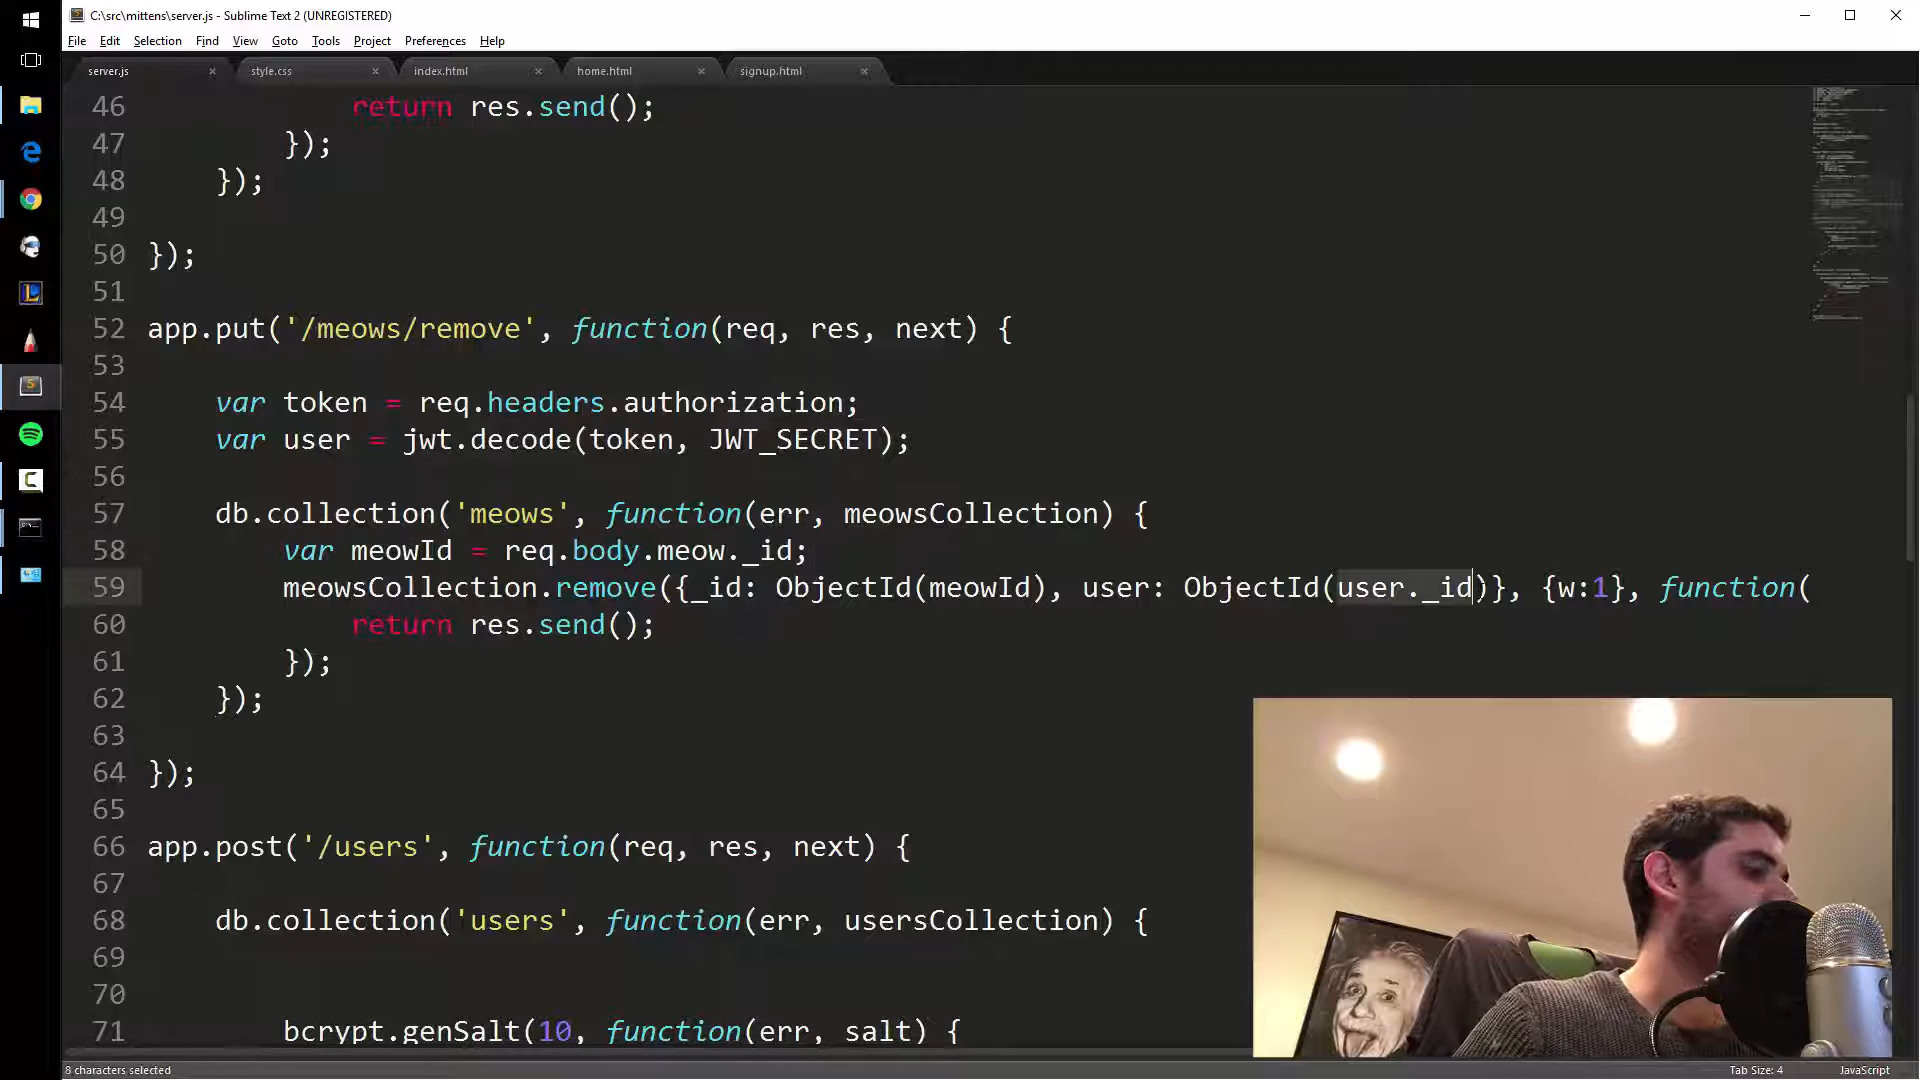 C:\src\mittens\server.js - Sublime Text 2 (UNREGISTERED)
File Edit Selection Find View Goto Tools Project Preferences Help
server.js style.css index.html home.html signup.html
46 return res.send();
47 });
48 });
49
50 });
51
52 app.put('/meows/remove', function(req, res, next) {
53
54 var token = req.headers.authorization;
55 var user = jwt.decode(token, JWT_SECRET);
56
57 db.collection('meows', function(err, meowsCollection) {
58 var meowId = req.body.meow._id;
59 meowsCollection.remove({_id: ObjectId(meowId), user: ObjectId(user._id)}, {w:1}, function(
60 return res.send();
61 });
62 });
63
64 });
65
66 app.post('/users', function(req, res, next) {
67
68 db.collection('users', function(err, usersCollection) {
69
70
71 bcrypt.genSalt(10, function(err, salt) {
8 characters selected Tab Size: 4 JavaScript